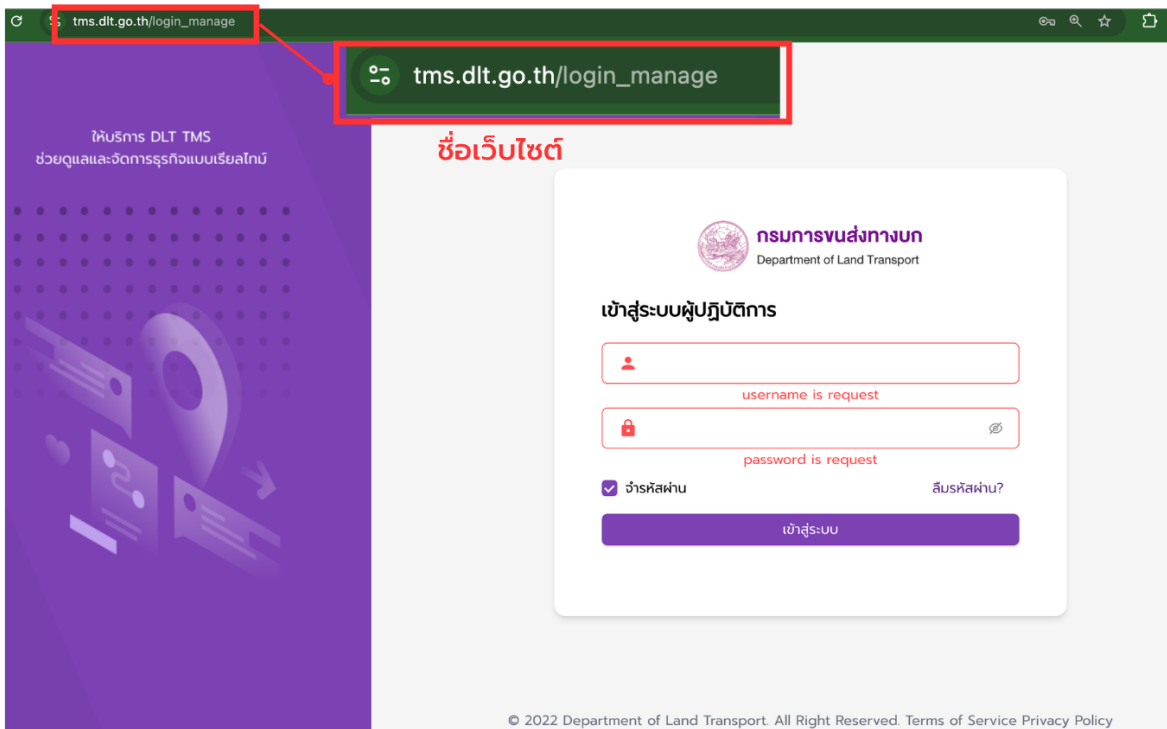 tms.dlt.go.th/login_manage
tms.dlt.go.th/login_manage
ชื่อเว็บไซต์
ให้บริการ DLT TMS
ช่วยดูแลและจัดการธุรกิจแบบเรียลไทม์
กรมการขนส่งทางบก
Department of Land Transport
เข้าสู่ระบบผู้ปฏิบัติการ
username is request
password is request
จำรหัสผ่าน
ลืมรหัสผ่าน?
เข้าสู่ระบบ
© 2022 Department of Land Transport. All Right Reserved. Terms of Service Privacy Policy